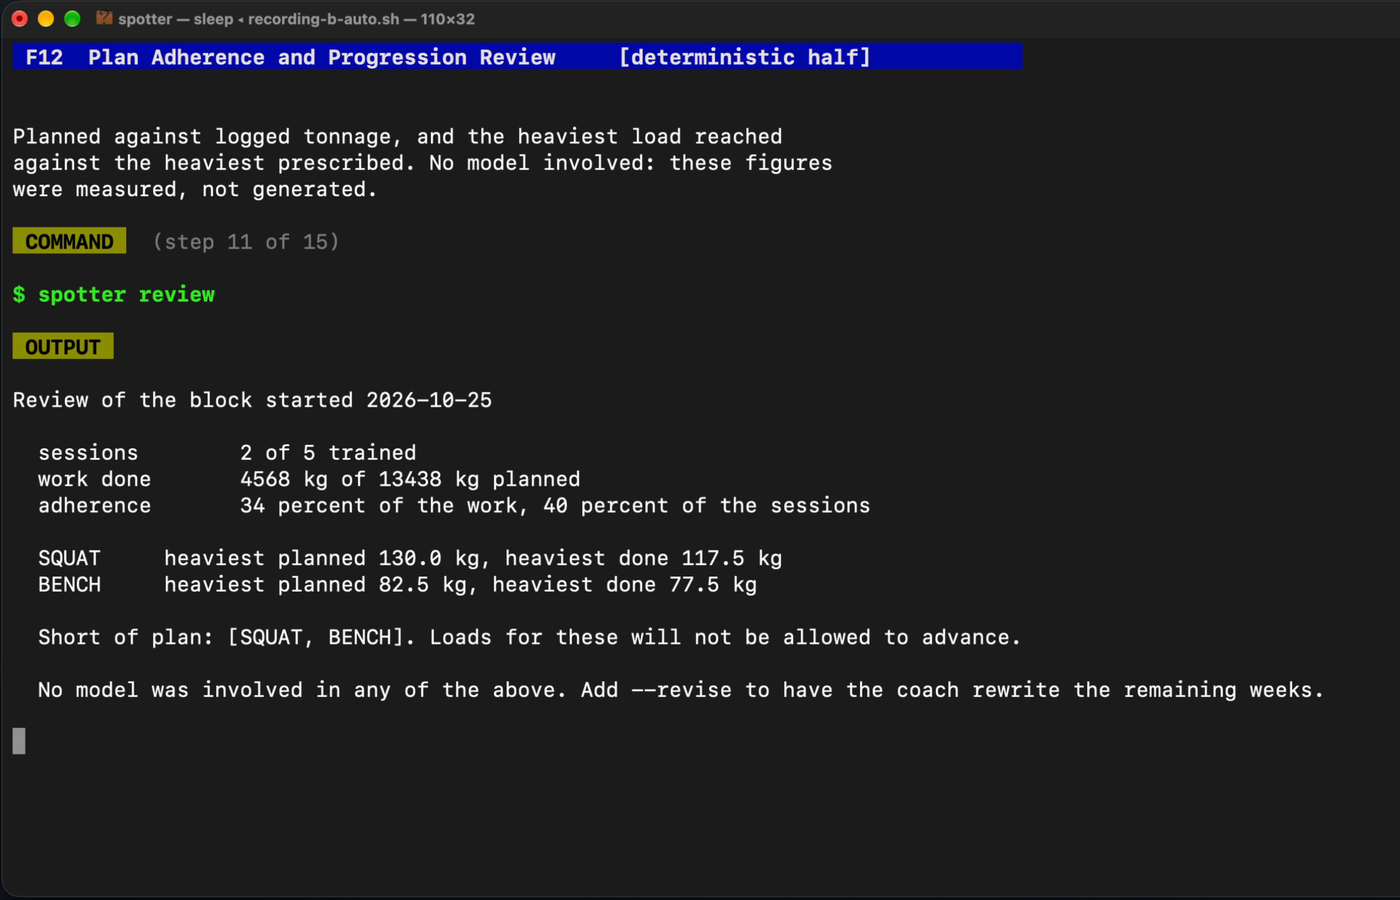 spotter — sleep ◂ recording-b-auto.sh — 110×32
F12  Plan Adherence and Progression Review     [deterministic half]
Planned against logged tonnage, and the heaviest load reached
against the heaviest prescribed. No model involved: these figures
were measured, not generated.
COMMAND  (step 11 of 15)
$ spotter review
OUTPUT
Review of the block started 2026-10-25
sessions        2 of 5 trained
work done       4568 kg of 13438 kg planned
adherence       34 percent of the work, 40 percent of the sessions
SQUAT     heaviest planned 130.0 kg, heaviest done 117.5 kg
BENCH     heaviest planned 82.5 kg, heaviest done 77.5 kg
Short of plan: [SQUAT, BENCH]. Loads for these will not be allowed to advance.
No model was involved in any of the above. Add --revise to have the coach rewrite the remaining weeks.